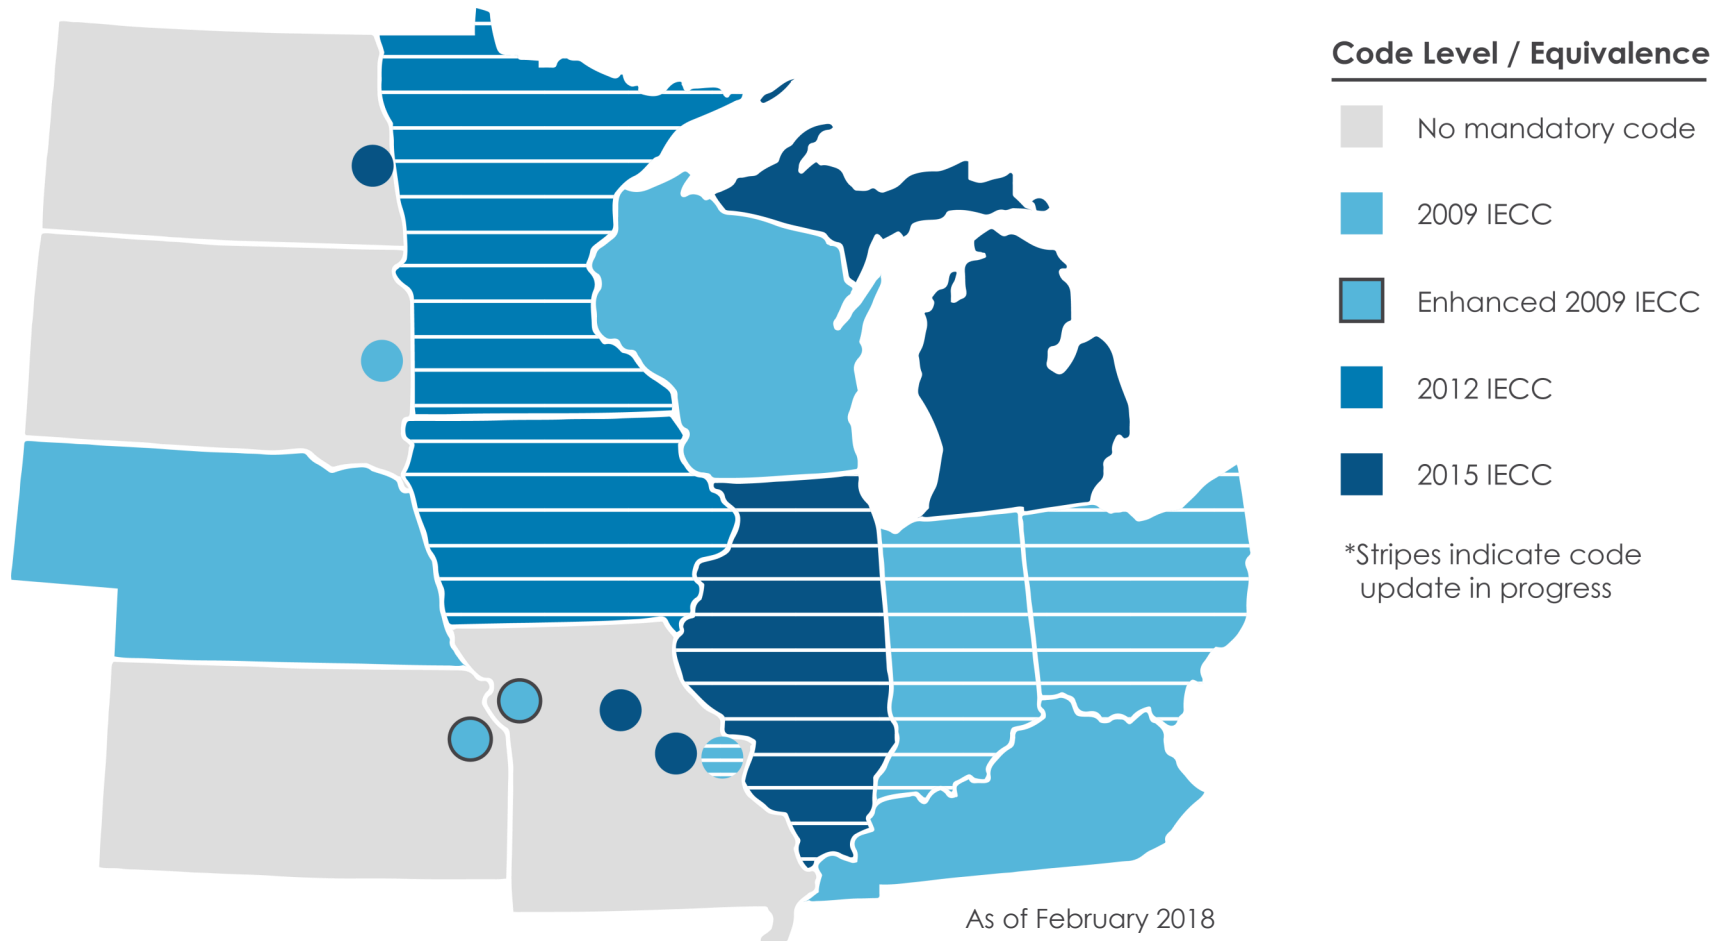 Code Level / Equivalence
No mandatory code
2009 IECC
Enhanced 2009 IECC
2012 IECC
2015 IECC
*Stripes indicate code
update in progress
As of February 2018